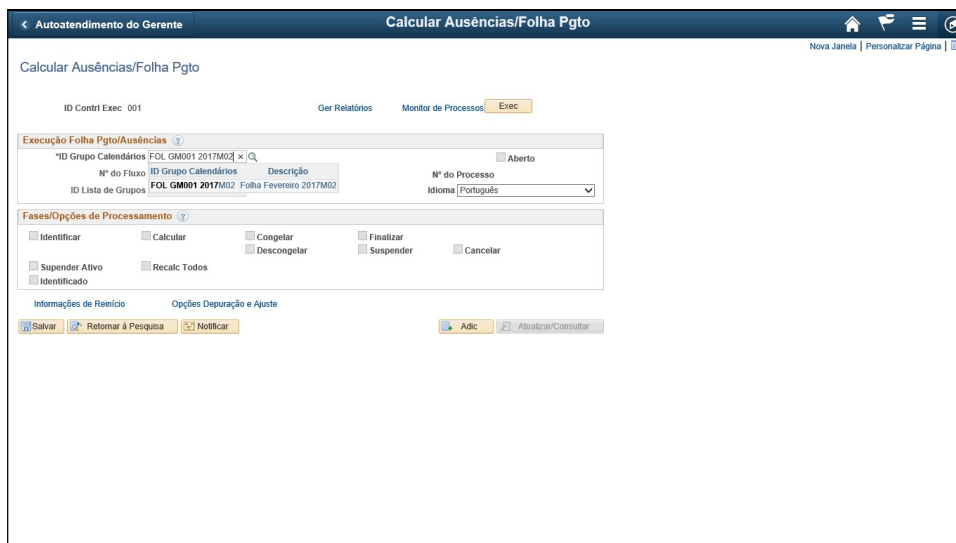 Autoatendimento do Gerente Calcular Ausências/Folha Pgto
Nova Janela | Personalizar Página |
Calcular Ausências/Folha Pgto
ID Contrl Exec 001 Ger Relatórios Monitor de Processos Exec
Execução Folha Pgto/Ausências ?
*ID Grupo Calendários FOL GM001 2017M02 × Aberto
Nº do Fluxo ID Grupo Calendários Descrição Nº do Processo
ID Lista de Grupos FOL GM001 2017M02 Folha Fevereiro 2017M02 Idioma Português
Fases/Opções de Processamento ?
Identificar Calcular Congelar Finalizar
Descongelar Suspender Cancelar
Supender Ativo Recalc Todos
Identificado
Informações de Reinício Opções Depuração e Ajuste
Salvar Retornar à Pesquisa Notificar Adic Atualizar/Consultar